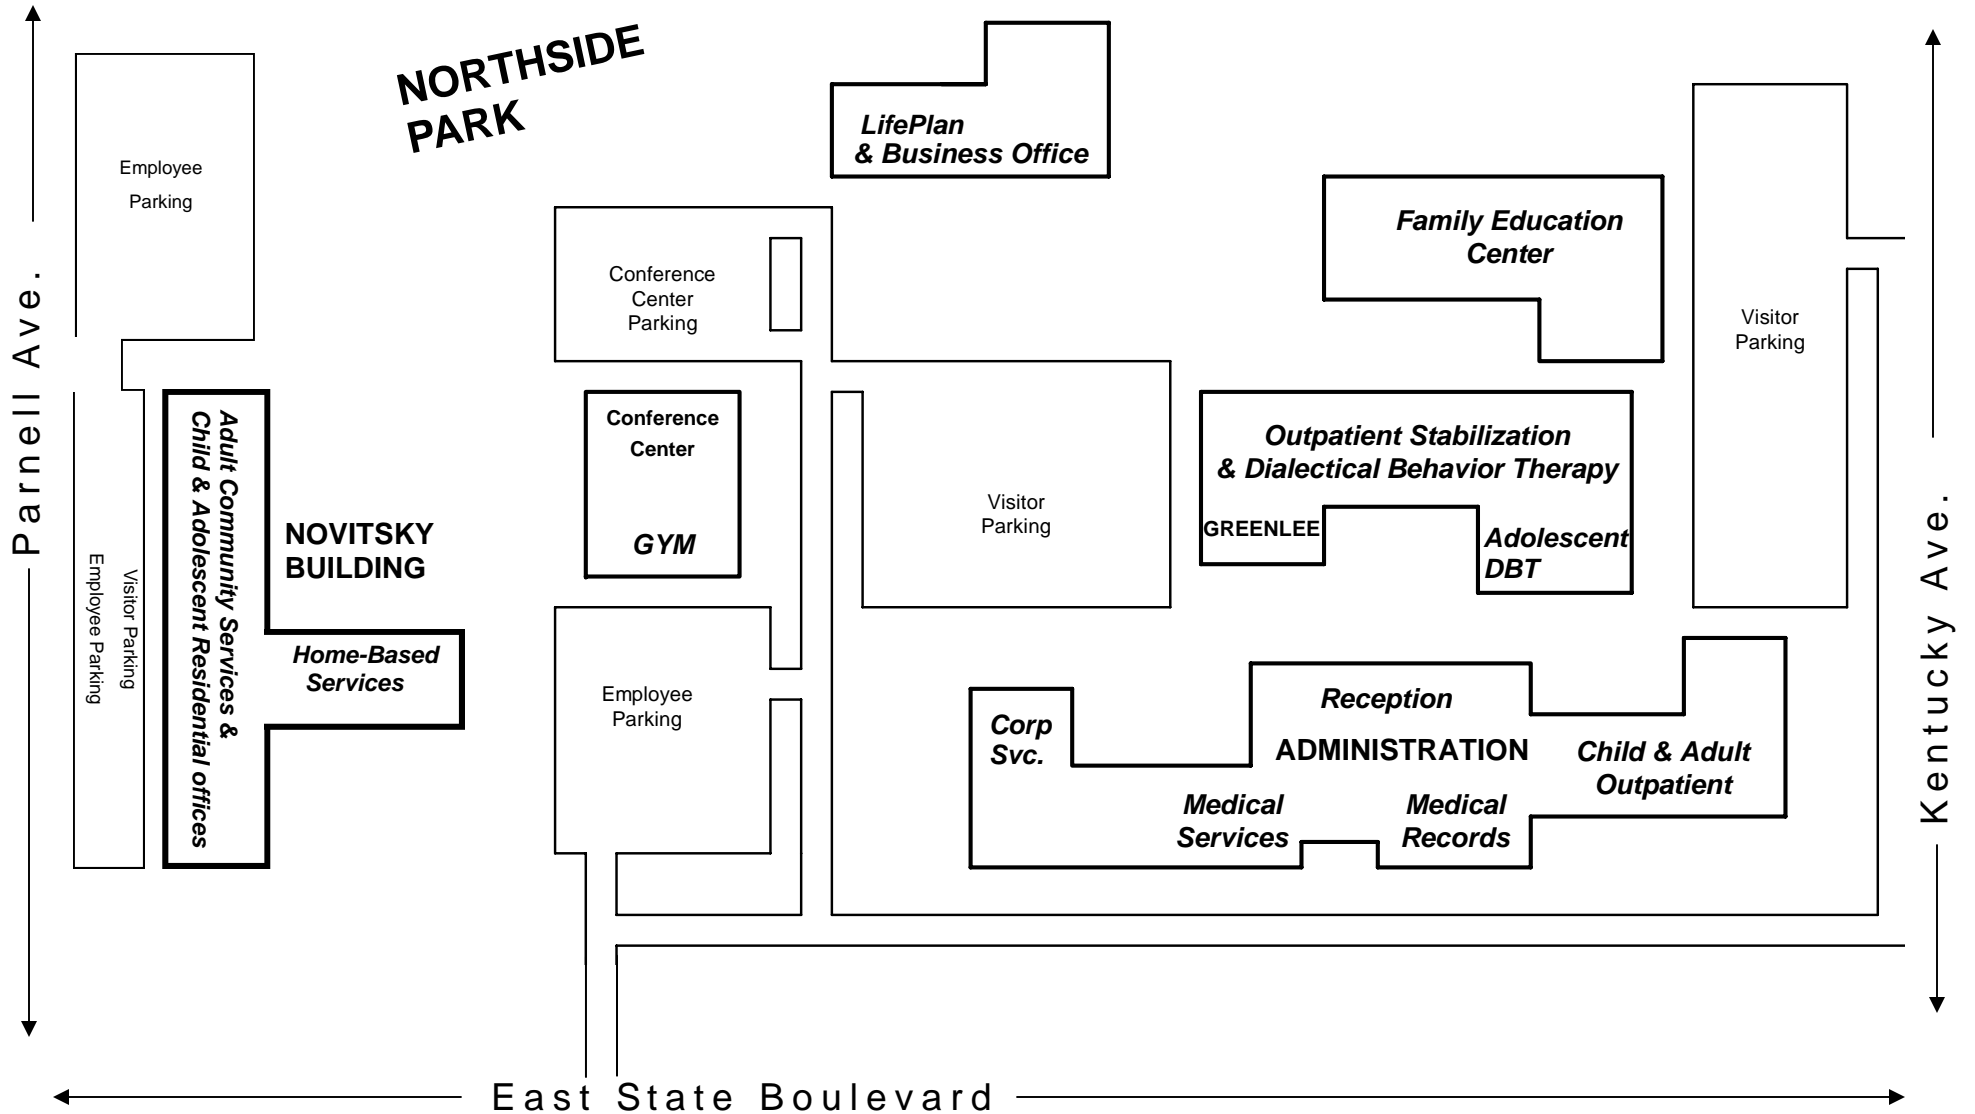 NORTHSIDE
PARK
LifePlan
& Business Office
Employee
Parking
Family Education
Center
Conference
Center
Parking
Visitor
Parking
Parnell Ave.
Conference
Center
GYM
Adult Community Services &
Child & Adolescent Residential offices
NOVITSKY
BUILDING
Visitor Parking
Employee Parking
Home-Based
Services
Visitor
Parking
Outpatient Stabilization
& Dialectical Behavior Therapy
GREENLEE
Adolescent
DBT
Kentucky Ave.
Employee
Parking
Corp
Svc.
Reception
ADMINISTRATION
Child & Adult
Outpatient
Medical
Services
Medical
Records
East State Boulevard